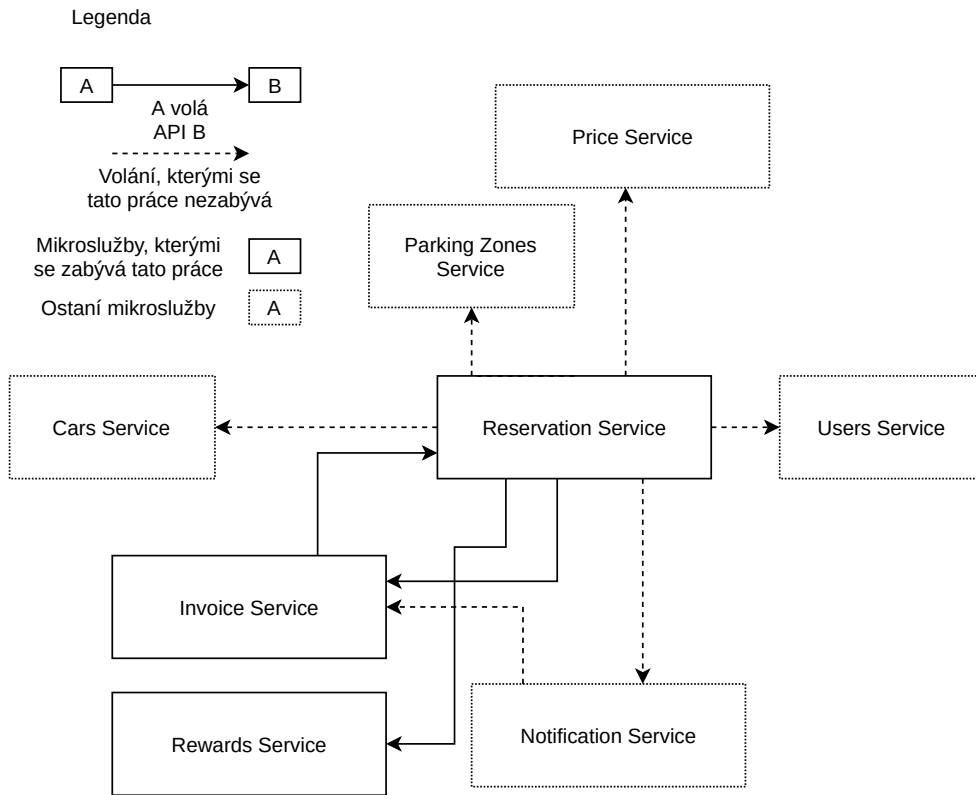 Legenda
A
B
A volá
API B
Volání, kterými se
tato práce nezabývá
Mikroslužby, kterými
se zabývá tato práce
A
Ostaní mikroslužby
A
Price Service
Parking Zones
Service
Cars Service
Reservation Service
Users Service
Invoice Service
Rewards Service
Notification Service